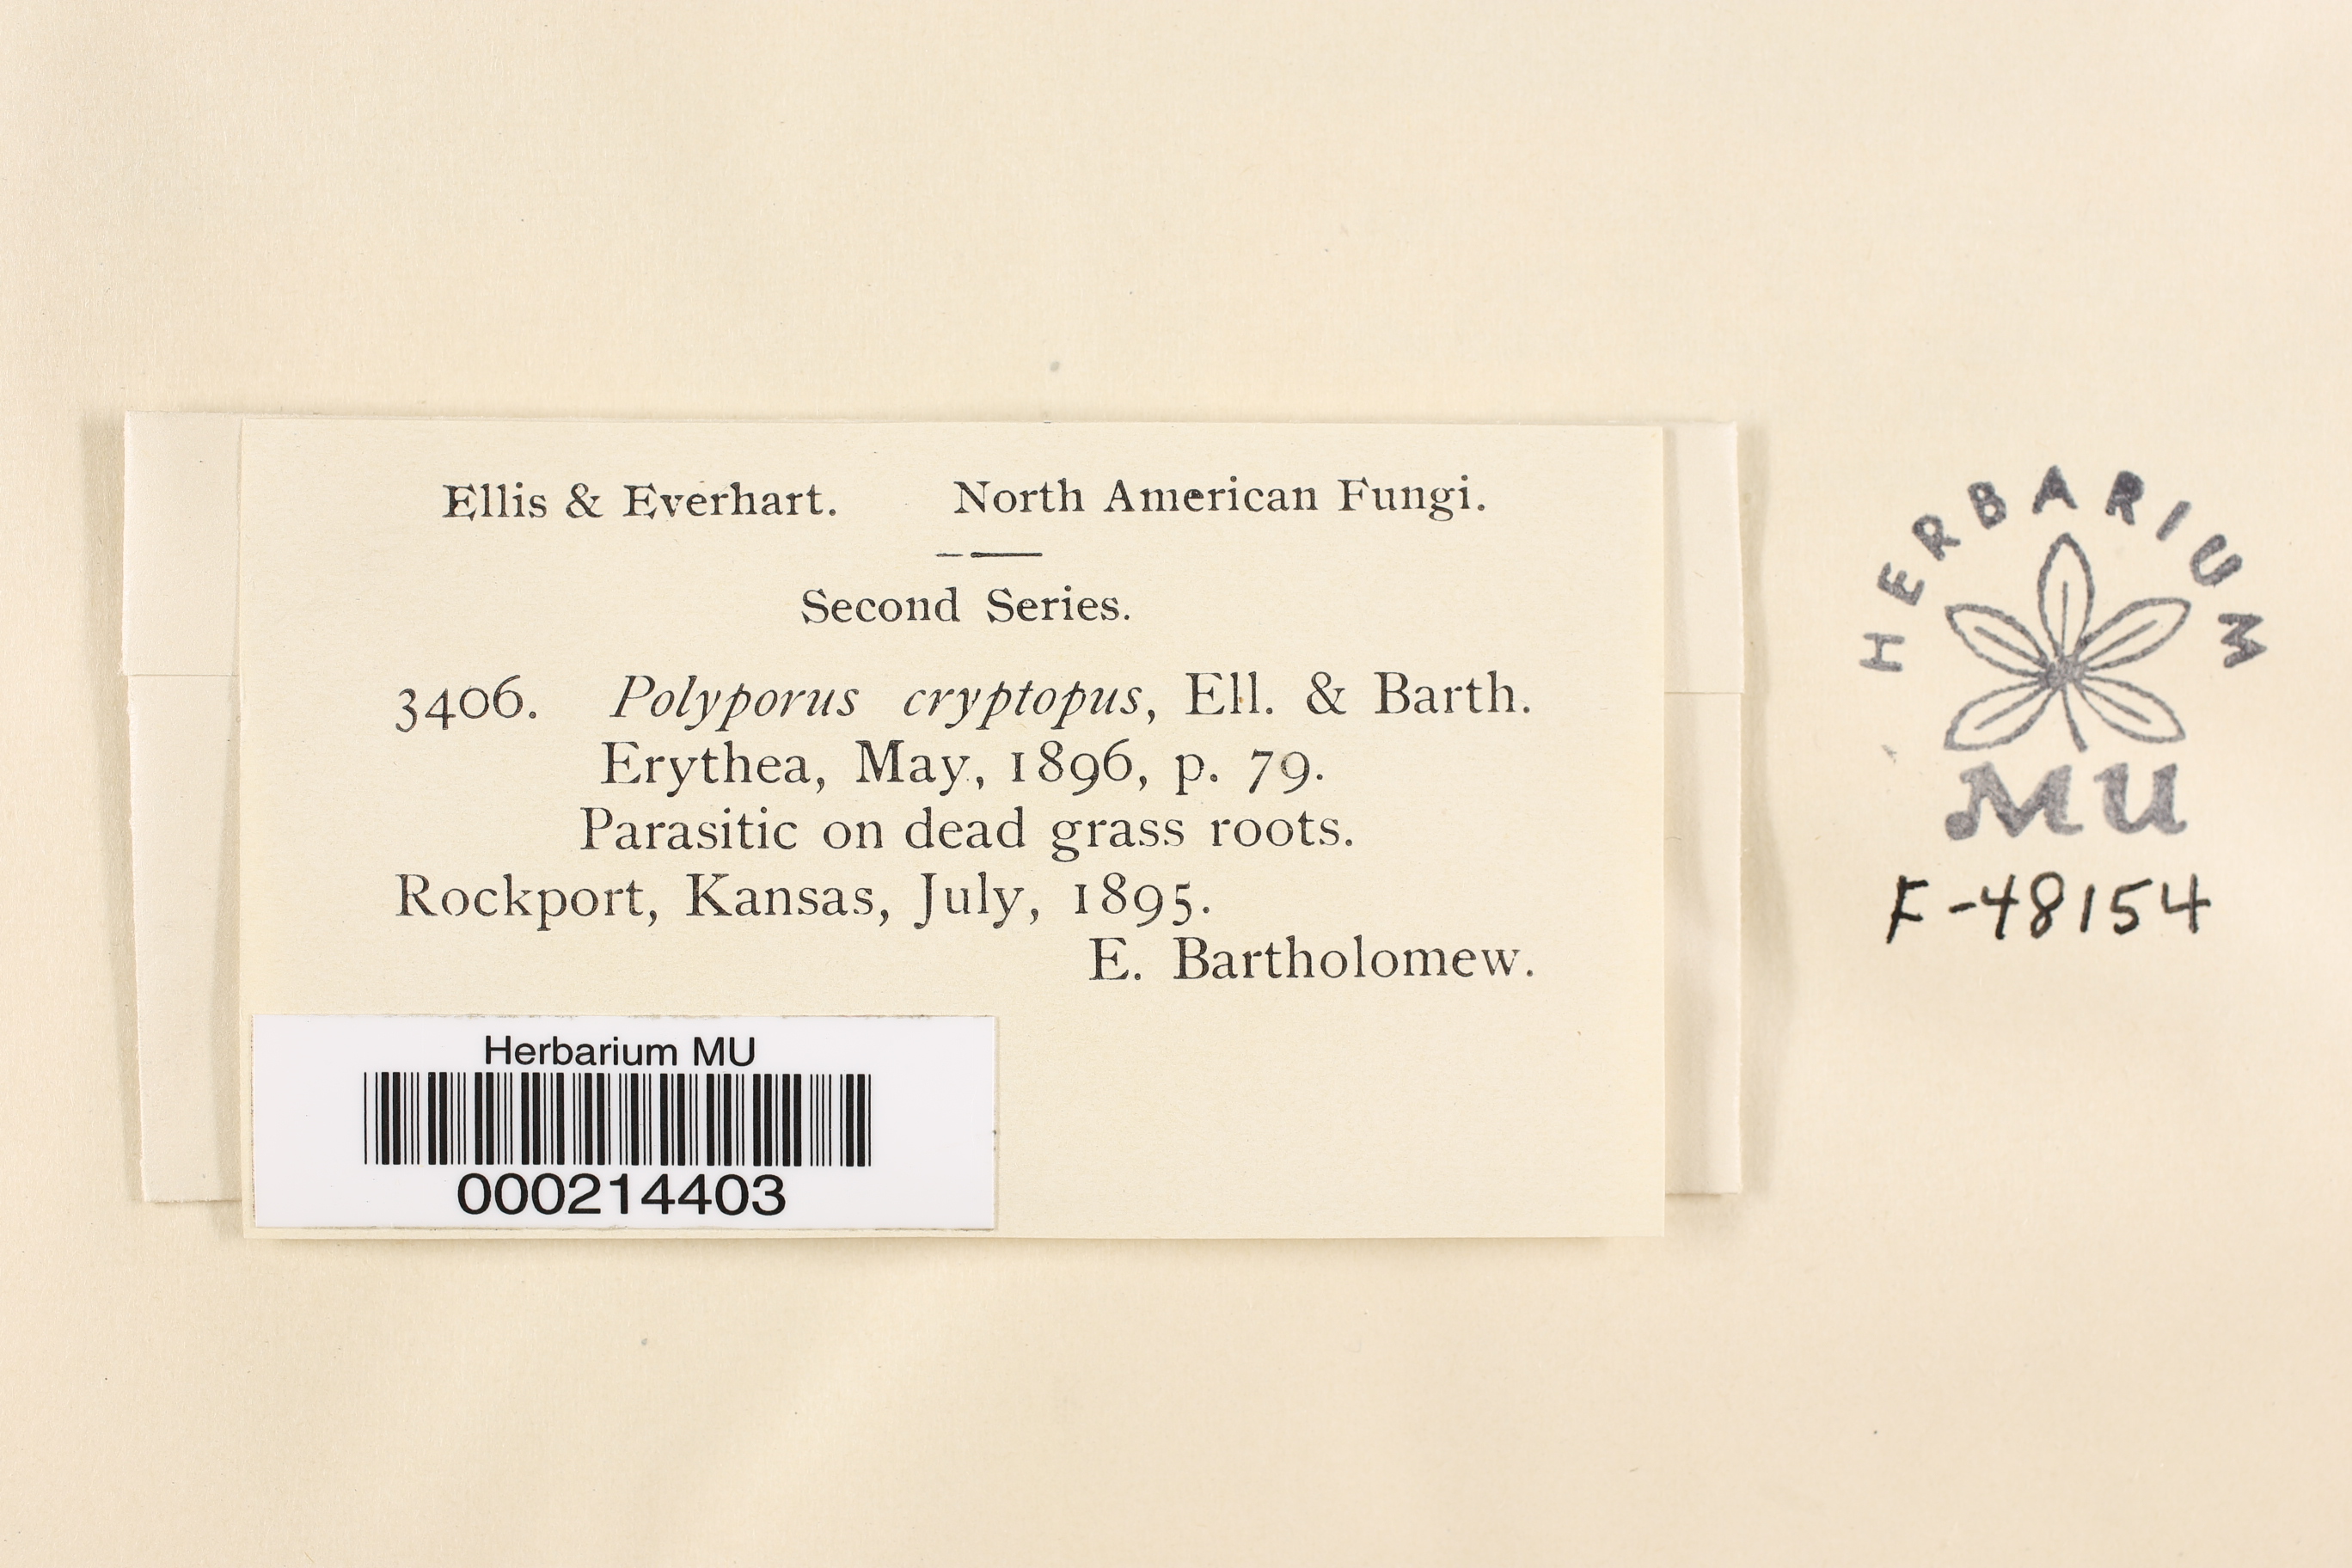 Ellis & Everhart. North American Fungi.
Second Series.
3406. Polyporus cryptopus, Ell. & Barth.
Erythea, May, 1896, p. 79.
Parasitic on dead grass roots.
Rockport, Kansas, July, 1895.
E. Bartholomew.
Herbarium MU
000214403
HERBARIUM
MU
F-48154